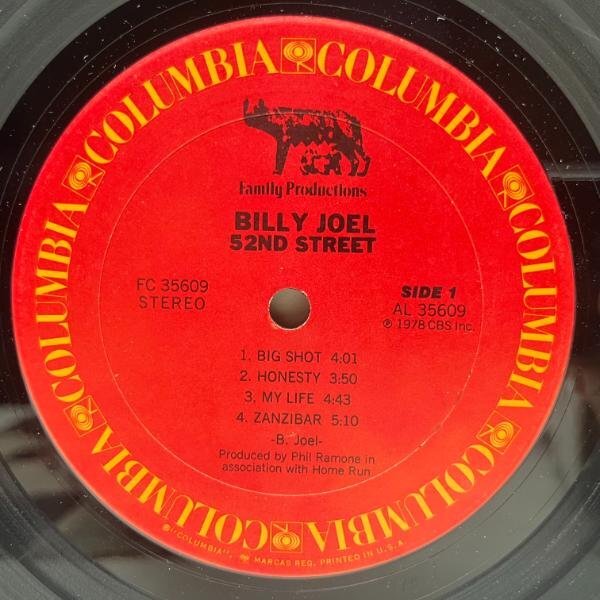 COLUMBIA COLUMBIA COLUMBIA COLUMBIA COLUMBIA COLUMBIA
Family Productions
BILLY JOEL
52ND STREET
FC 35609
STEREO
SIDE 1
AL 35609
℗ 1978 CBS Inc.
1. BIG SHOT 4:01
2. HONESTY 3:50
3. MY LIFE 4:43
4. ZANZIBAR 5:10
-B. Joel-
Produced by Phil Ramone in
association with Home Run
"COLUMBIA", MARCAS REG. PRINTED IN U.S.A.